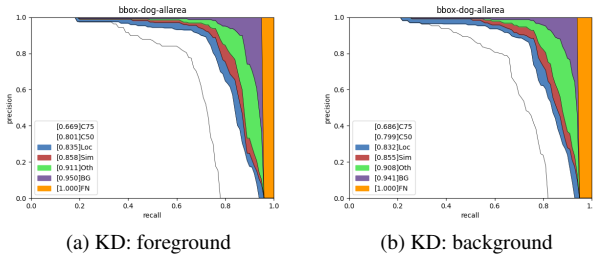 bbox-dog-allarea
1.0
0.8
0.6
0.4
0.2
0.0
precision
[0.669]C75
[0.801]C50
[0.835]Loc
[0.858]Sim
[0.911]Oth
[0.950]BG
[1.000]FN
0.0 0.2 0.4 0.6 0.8 1.0
recall
(a) KD: foreground
bbox-dog-allarea
1.0
0.8
0.6
0.4
0.2
0.0
precision
[0.686]C75
[0.799]C50
[0.832]Loc
[0.855]Sim
[0.908]Oth
[0.941]BG
[1.000]FN
0.0 0.2 0.4 0.6 0.8 1.
recall
(b) KD: background